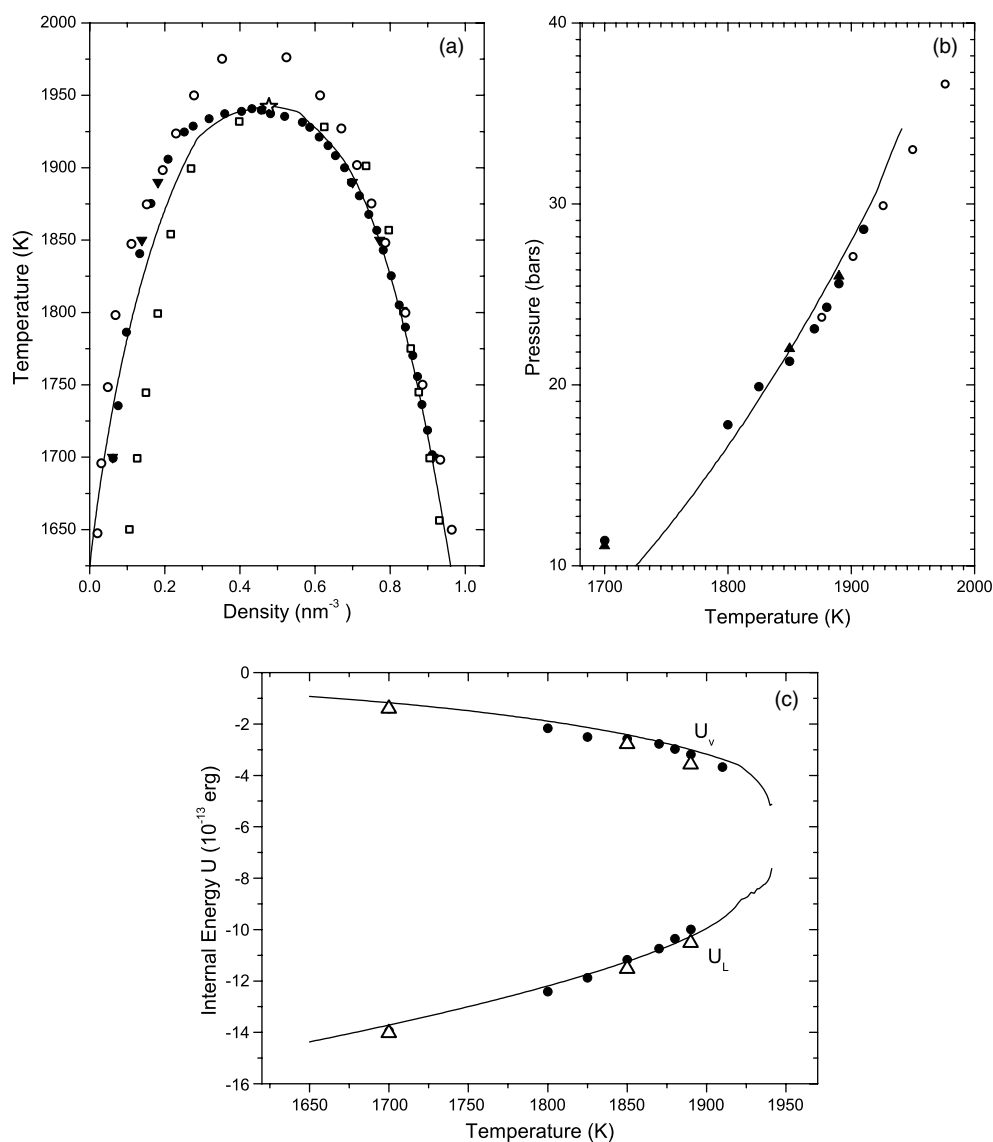 2000
1950
1900
1850
1800
1750
1700
1650
Temperature (K)
(a)
0.0 0.2 0.4 0.6 0.8 1.0
Density (nm-3 )
40
30
20
10
Pressure (bars)
(b)
1700 1800 1900 2000
Temperature (K)
0
-2
-4
-6
-8
-10
-12
-14
-16
Internal Energy U (10-13 erg)
(c)
Uv
UL
1650 1700 1750 1800 1850 1900 1950
Temperature (K)